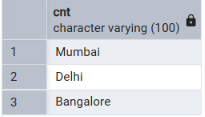 cnt
character varying (100)
1 Mumbai
2 Delhi
3 Bangalore